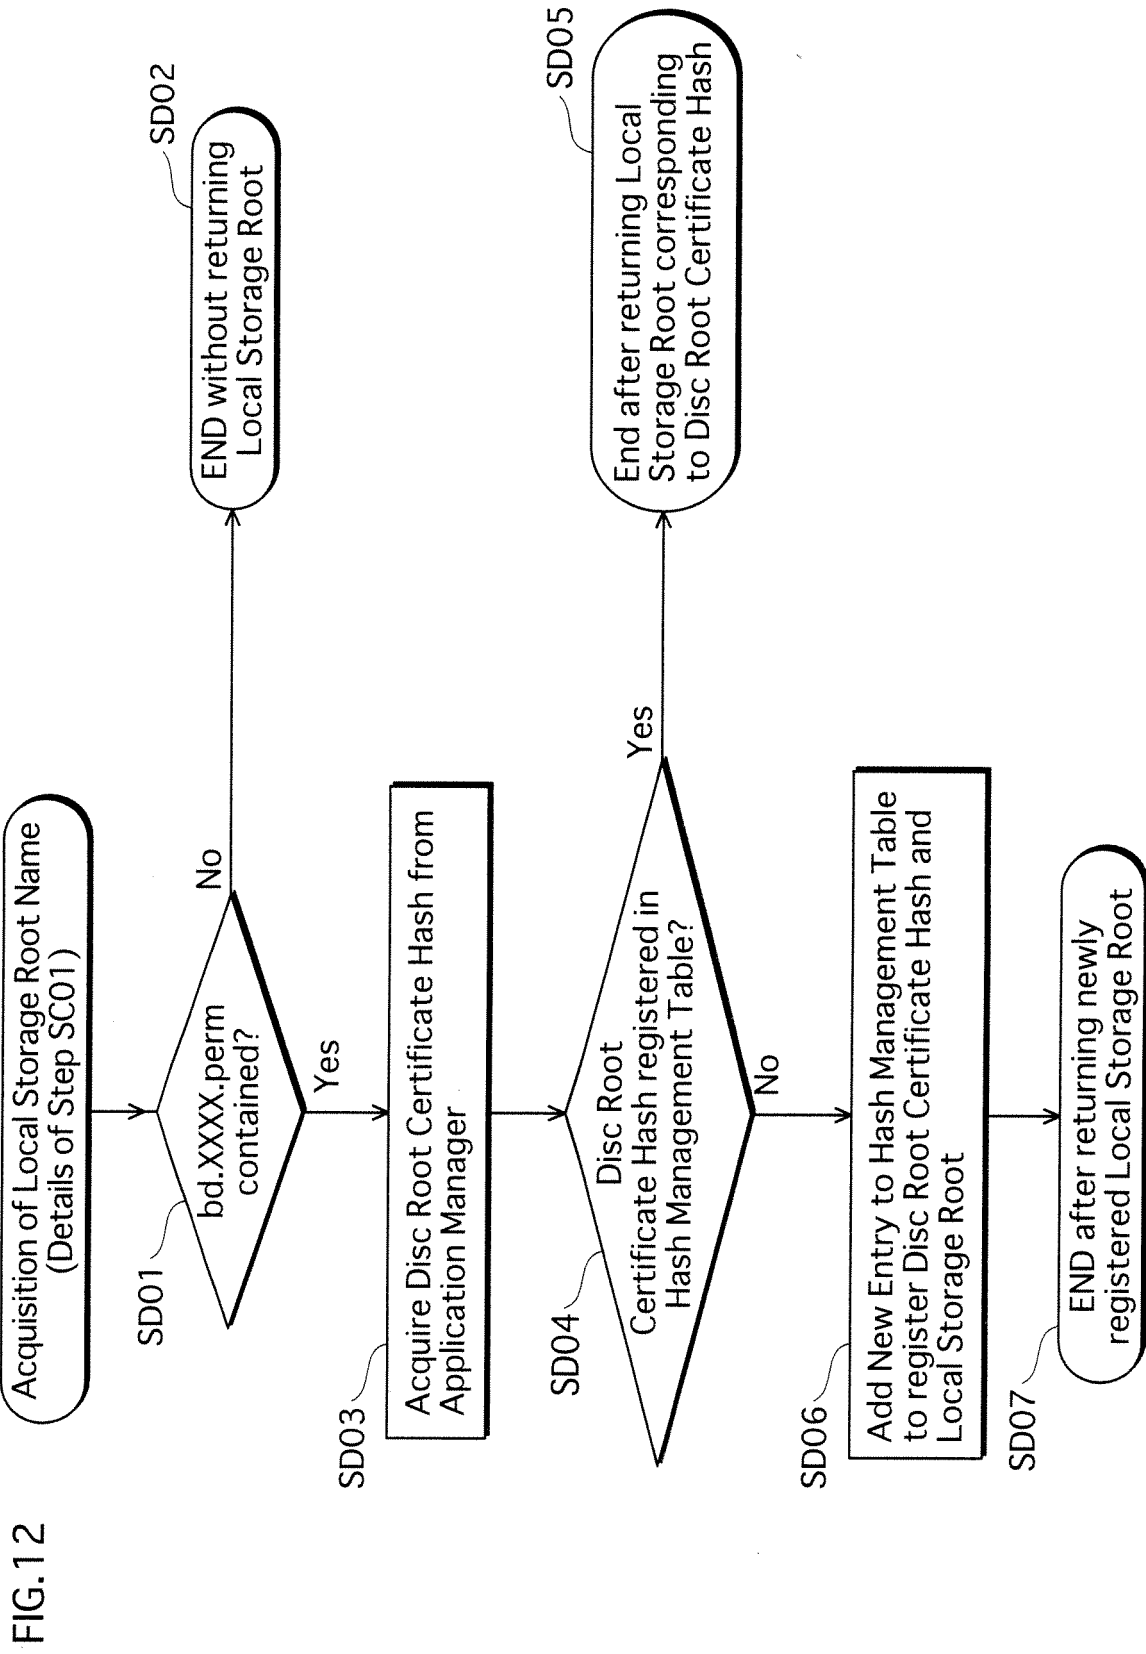 FIG.12
Acquisition of Local Storage Root Name
(Details of Step SC01)
SD01
bd.XXXX.perm
contained?
No
Yes
SD02
END without returning
Local Storage Root
SD03
Acquire Disc Root Certificate Hash from
Application Manager
SD04
Disc Root
Certificate Hash registered in
Hash Management Table?
Yes
No
SD05
End after returning Local
Storage Root corresponding
to Disc Root Certificate Hash
SD06
Add New Entry to Hash Management Table
to register Disc Root Certificate Hash and
Local Storage Root
SD07
END after returning newly
registered Local Storage Root